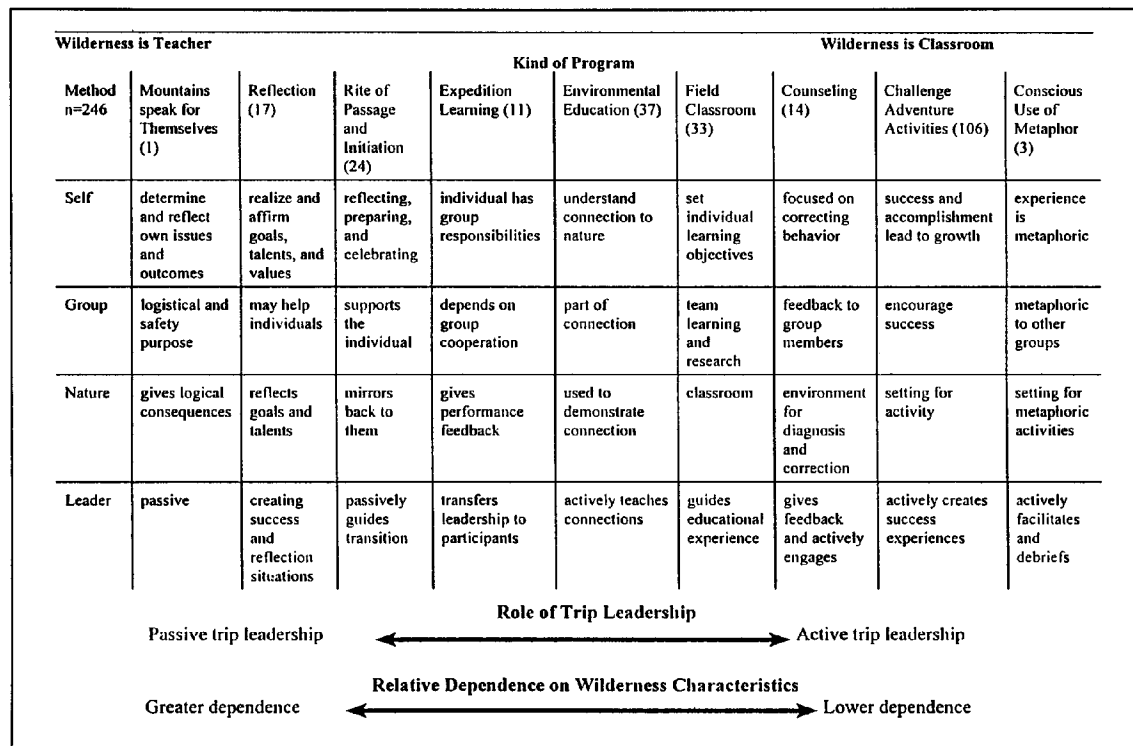 Wilderness is Teacher Wilderness is Classroom
Kind of Program
Method n=246 | Mountains speak for Themselves (1) | Reflection (17) | Rite of Passage and Initiation (24) | Expedition Learning (11) | Environmental Education (37) | Field Classroom (33) | Counseling (14) | Challenge Adventure Activities (106) | Conscious Use of Metaphor (3)
Self | determine and reflect own issues and outcomes | realize and affirm goals, talents, and values | reflecting, preparing, and celebrating | individual has group responsibilities | understand connection to nature | set individual learning objectives | focused on correcting behavior | success and accomplishment lead to growth | experience is metaphoric
Group | logistical and safety purpose | may help individuals | supports the individual | depends on group cooperation | part of connection | team learning and research | feedback to group members | encourage success | metaphoric to other groups
Nature | gives logical consequences | reflects goals and talents | mirrors back to them | gives performance feedback | used to demonstrate connection | classroom | environment for diagnosis and correction | setting for activity | setting for metaphoric activities
Leader | passive | creating success and reflection situations | passively guides transition | transfers leadership to participants | actively teaches connections | guides educational experience | gives feedback and actively engages | actively creates success experiences | actively facilitates and debriefs
Role of Trip Leadership
Passive trip leadership Active trip leadership
Relative Dependence on Wilderness Characteristics
Greater dependence Lower dependence